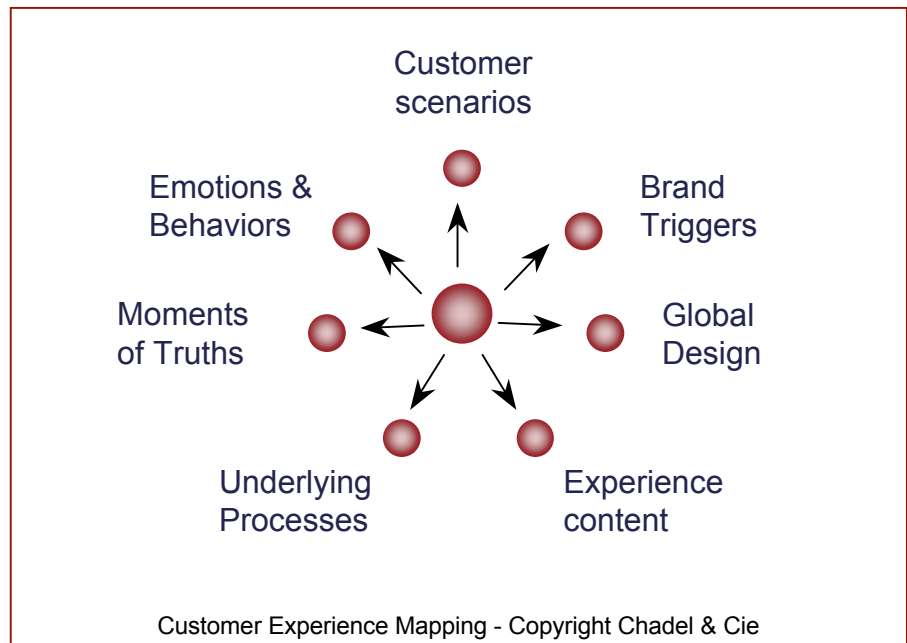 Customer
scenarios
Emotions &
Behaviors
Brand
Triggers
Moments
of Truths
Global
Design
Underlying
Processes
Experience
content
Customer Experience Mapping - Copyright Chadel & Cie